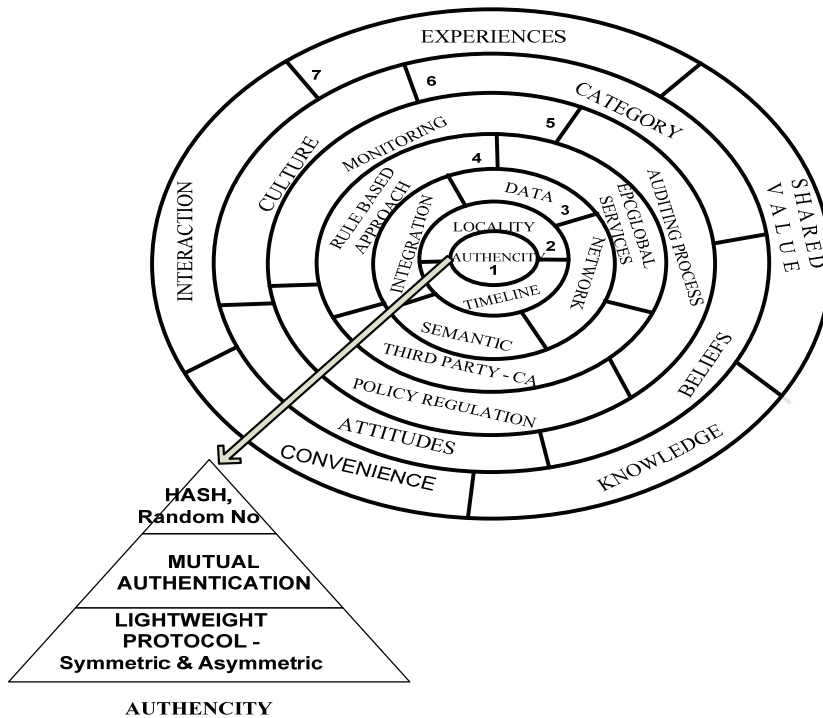 EXPERIENCES
7
6
CATEGORY
5
MONITORING
CULTURE
4
RULE BASED
APPROACH
DATA
3
EPCGLOBAL
SERVICES
AUDITING PROCESS
SHARED
VALUE
INTERACTION
INTEGRATION
LOCALITY
2
AUTHENCITY
1
NETWORK
TIMELINE
SEMANTIC
THIRD PARTY - CA
POLICY REGULATION
BELIEFS
ATTITUDES
CONVENIENCE
KNOWLEDGE
HASH,
Random No
MUTUAL
AUTHENTICATION
LIGHTWEIGHT
PROTOCOL -
Symmetric & Asymmetric
AUTHENCITY